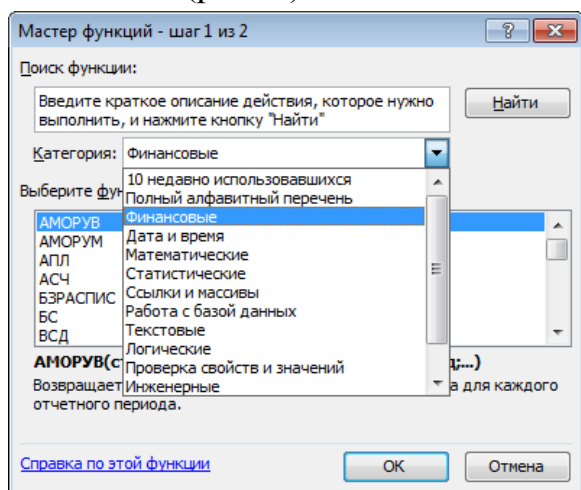 Мастер функций - шаг 1 из 2
Поиск функции:
Введите краткое описание действия, которое нужно
выполнить, и нажмите кнопку "Найти"
Найти
Категория: Финансовые
10 недавно использовавшихся
Полный алфавитный перечень
Финансовые
Дата и время
Математические
Статистические
Ссылки и массивы
Работа с базой данных
Текстовые
Логические
Проверка свойств и значений
Инженерные
Выберите
АМОРУВ
АМОРУМ
АПЛ
АСЧ
БЗРАСПИС
БС
ВСД
АМОРУВ(ст ;...)
Возвращает а для каждого
отчетного периода.
Справка по этой функции
ОК
Отмена